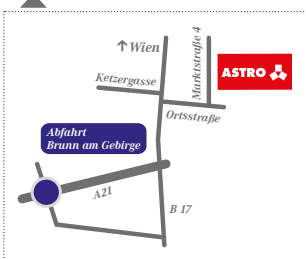 ↑Wien
Marktstraße 4
ASTRO
Ketzergasse
Ortsstraße
Abfahrt
Brunn am Gebirge
A21
B 17